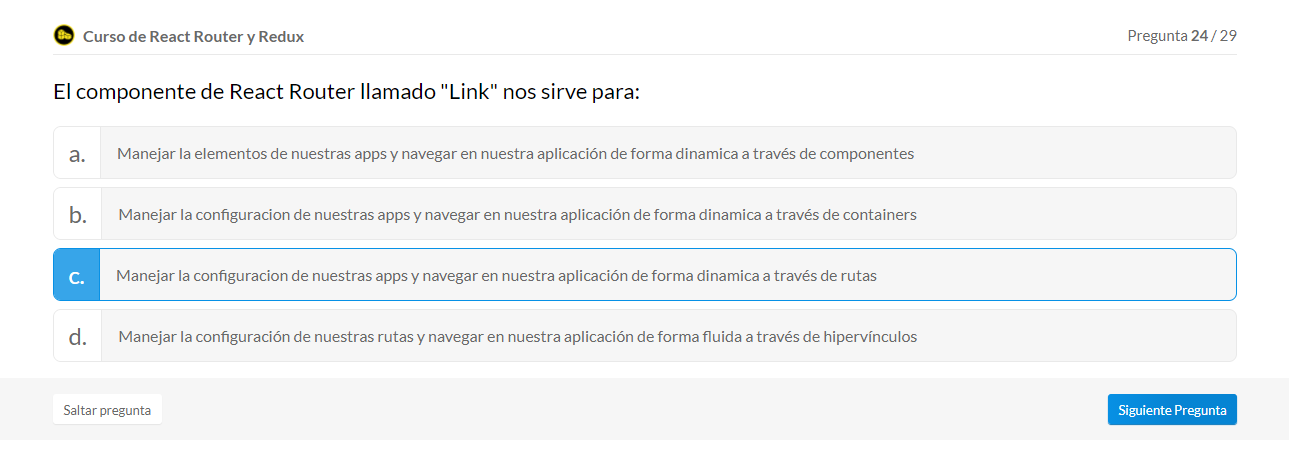 Curso de React Router y Redux
Pregunta 24 / 29
El componente de React Router llamado "Link" nos sirve para:
a. Manejar la elementos de nuestras apps y navegar en nuestra aplicación de forma dinamica a través de componentes
b. Manejar la configuracion de nuestras apps y navegar en nuestra aplicación de forma dinamica a través de containers
c. Manejar la configuracion de nuestras apps y navegar en nuestra aplicación de forma dinamica a través de rutas
d. Manejar la configuración de nuestras rutas y navegar en nuestra aplicación de forma fluida a través de hipervínculos
Saltar pregunta
Siguiente Pregunta